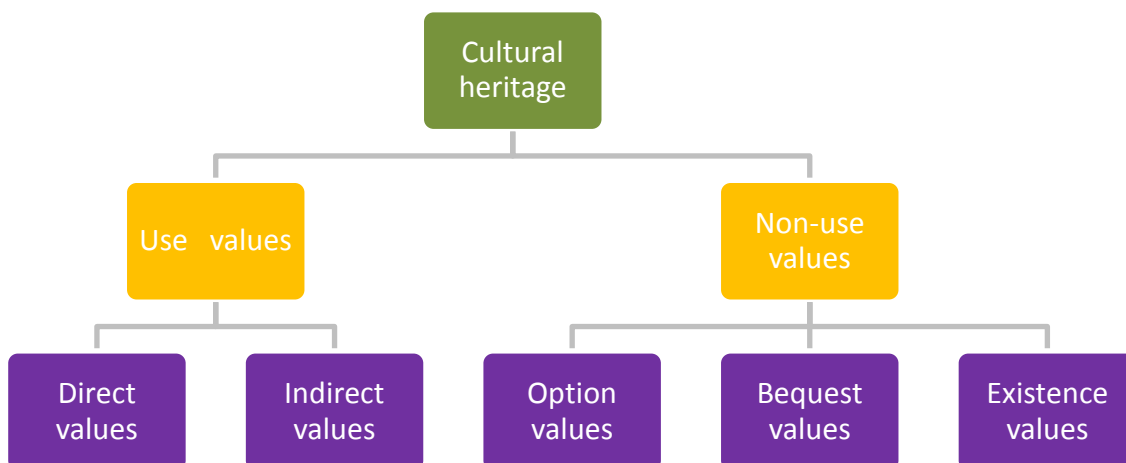 Cultural
heritage
Use values
Non-use
values
Direct
values
Indirect
values
Option
values
Bequest
values
Existence
values